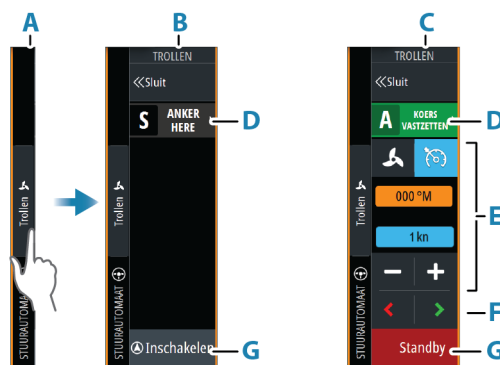 A
B
C
TROLLEN
TROLLEN
«Sluit
«Sluit
S ANKER
HERE
D
A KOERS
VASTZETTEN
D
Trollen
Trollen
Trollen
000 °M
1 kn
E
− +
< >
F
STUURAUTOMAAT
STUURAUTOMAAT
STUURAUTOMAAT
Inschakelen
G
Standby
G